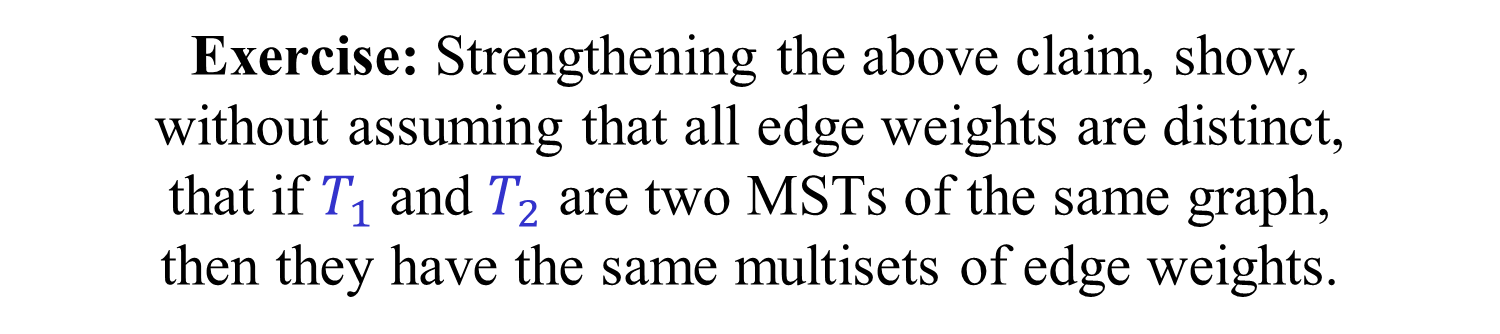 Exercise: Strengthening the above claim, show,
without assuming that all edge weights are distinct,
that if T₁ and T₂ are two MSTs of the same graph,
then they have the same multisets of edge weights.